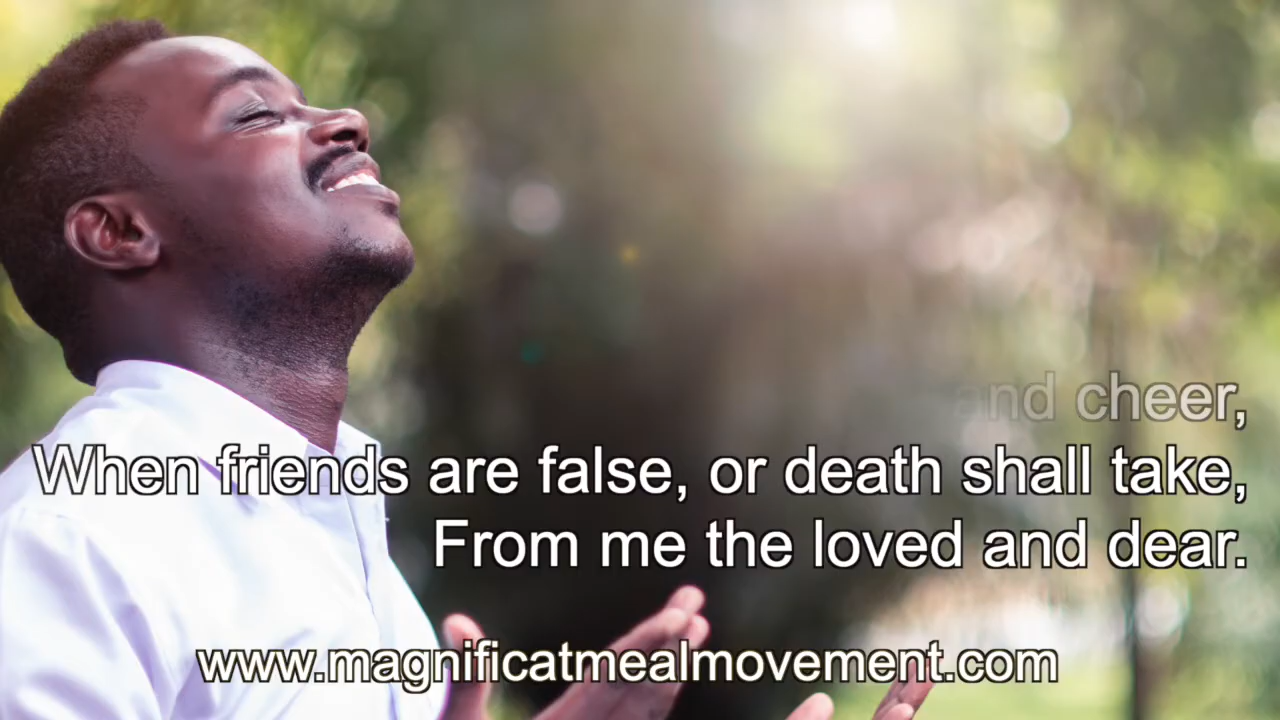 and cheer,
When friends are false, or death shall take,
From me the loved and dear.
www.magnificatmealmovement.com